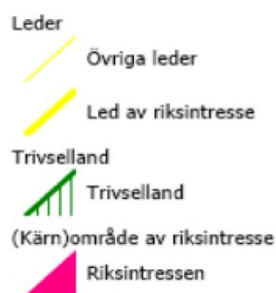 Leder
Övriga leder
Led av riksintresse
Trivselland
Trivselland
(Kärn)område av riksintresse
Riksintressen